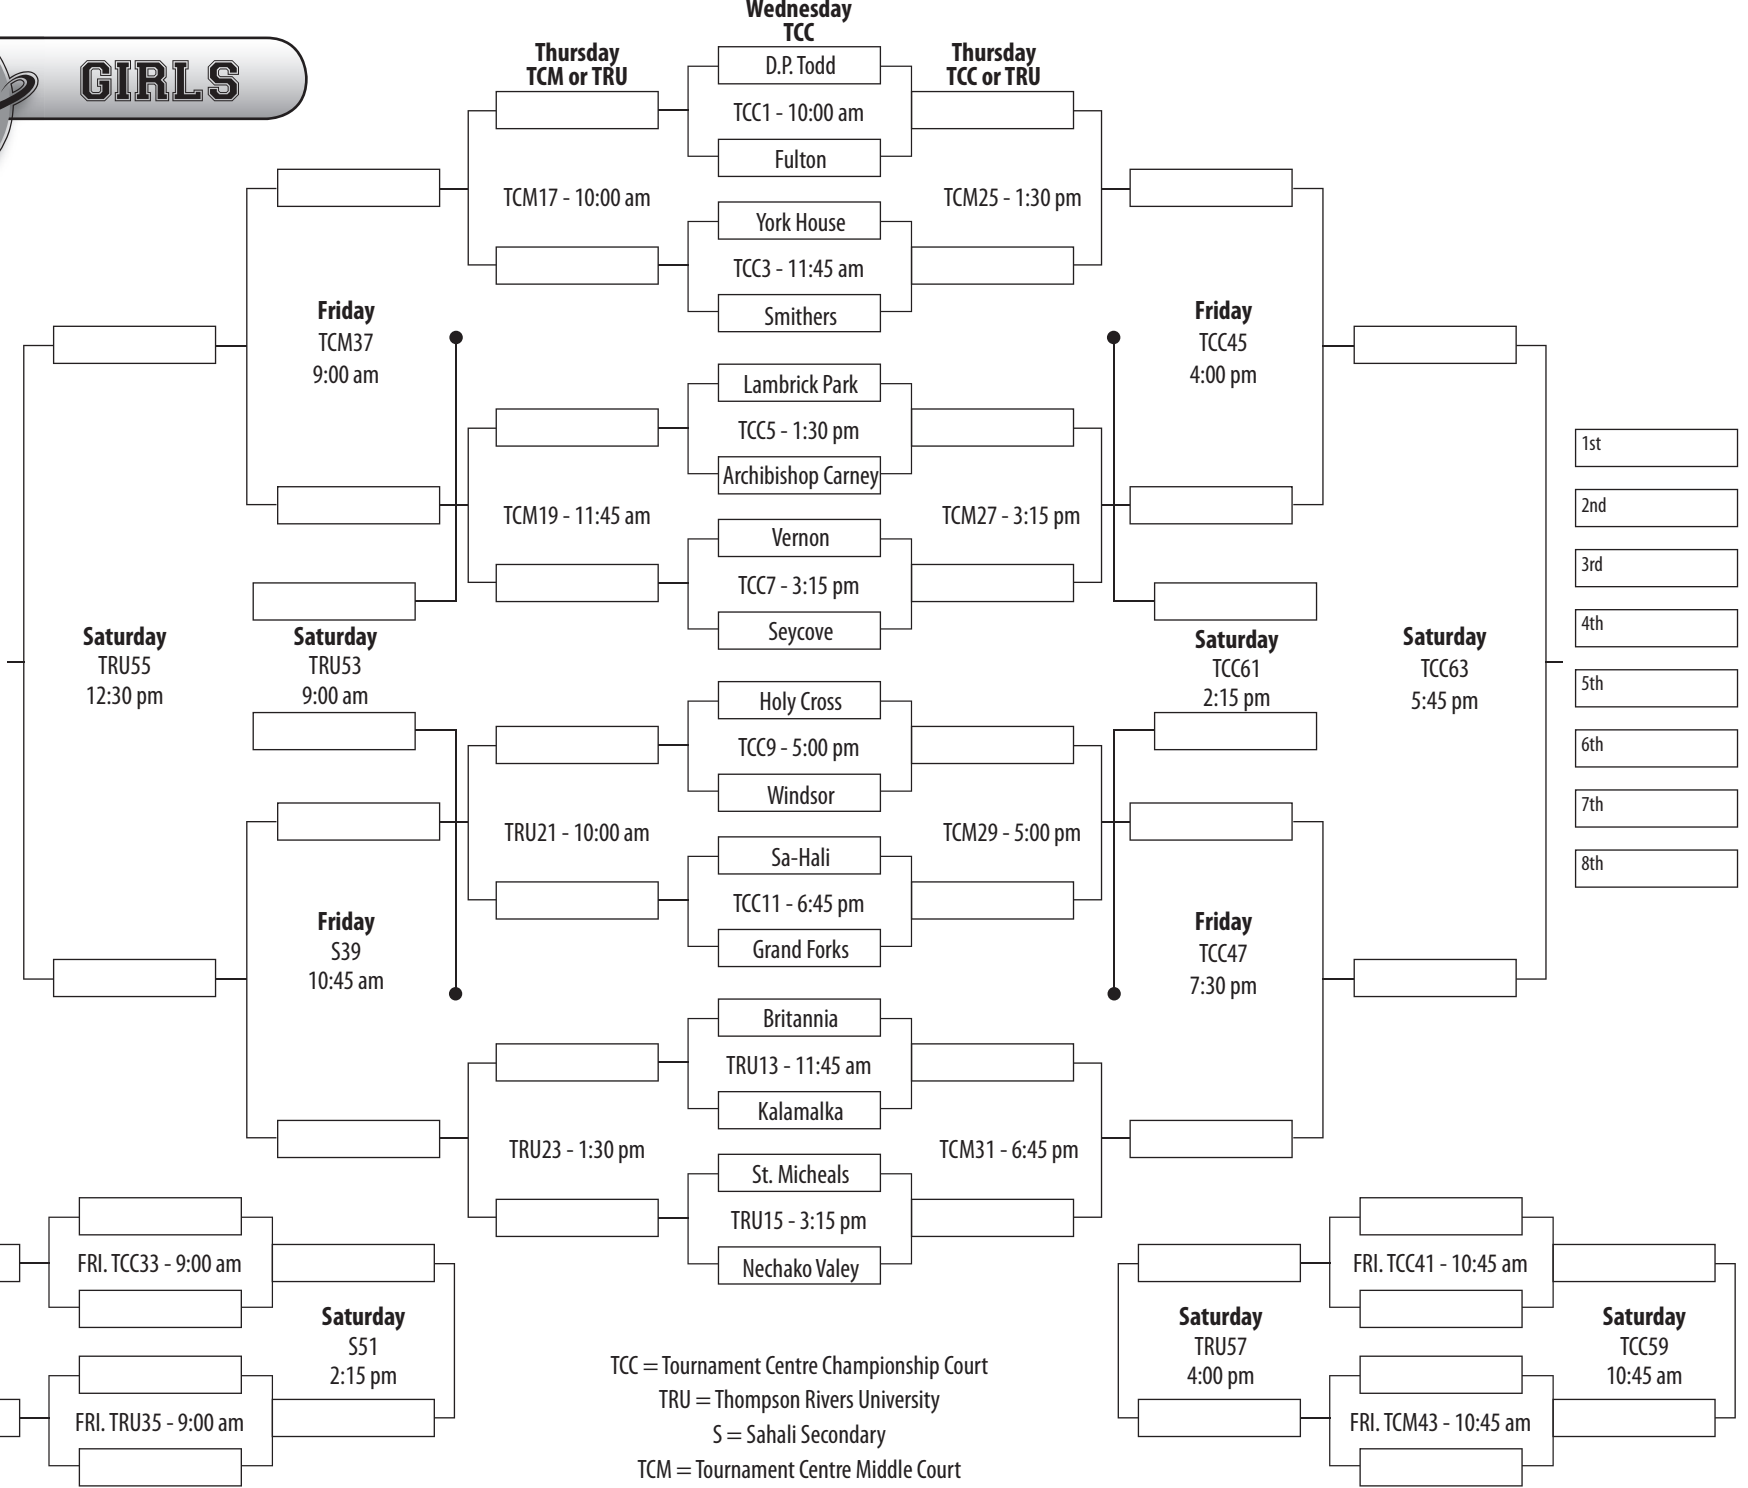 GIRLS
Wednesday
TCC
Thursday
TCM or TRU
Thursday
TCC or TRU
D.P. Todd
TCC1 - 10:00 am
Fulton
TCM17 - 10:00 am
TCM25 - 1:30 pm
York House
TCC3 - 11:45 am
Smithers
Friday
TCM37
9:00 am
Friday
TCC45
4:00 pm
Lambrick Park
TCC5 - 1:30 pm
Archibishop Carney
TCM19 - 11:45 am
TCM27 - 3:15 pm
Vernon
TCC7 - 3:15 pm
Seycove
1st
2nd
3rd
4th
5th
6th
7th
8th
Saturday
TRU55
12:30 pm
Saturday
TRU53
9:00 am
Saturday
TCC61
2:15 pm
Saturday
TCC63
5:45 pm
Holy Cross
TCC9 - 5:00 pm
Windsor
TRU21 - 10:00 am
TCM29 - 5:00 pm
Sa-Hali
TCC11 - 6:45 pm
Grand Forks
Friday
S39
10:45 am
Friday
TCC47
7:30 pm
Britannia
TRU13 - 11:45 am
Kalamalka
TRU23 - 1:30 pm
TCM31 - 6:45 pm
St. Micheals
TRU15 - 3:15 pm
Nechako Valey
FRI. TCC33 - 9:00 am
Saturday
S51
2:15 pm
FRI. TRU35 - 9:00 am
TCC = Tournament Centre Championship Court
TRU = Thompson Rivers University
S = Sahali Secondary
TCM = Tournament Centre Middle Court
FRI. TCC41 - 10:45 am
Saturday
TRU57
4:00 pm
Saturday
TCC59
10:45 am
FRI. TCM43 - 10:45 am